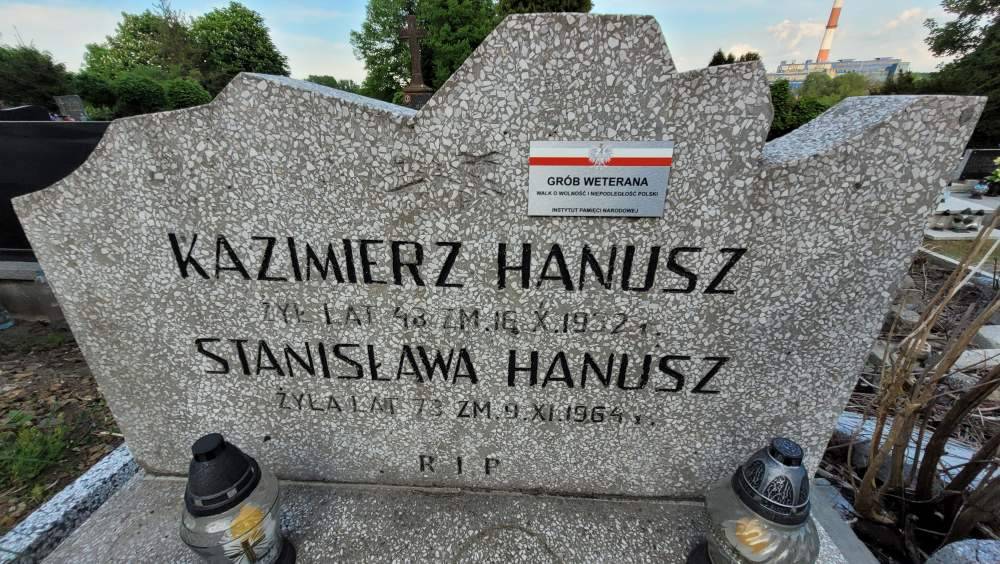 GRÓB WETERANA
WALK O WOLNOŚĆ I NIEPODLEGŁOŚĆ POLSKI
INSTYTUT PAMIĘCI NARODOWEJ
KAZIMIERZ HANUSZ
ŻYŁ LAT 48 ZM. 16.X.1932 r.
STANISŁAWA HANUSZ
ŻYŁA LAT 73 ZM. 9.XI.1964 r.
R I P